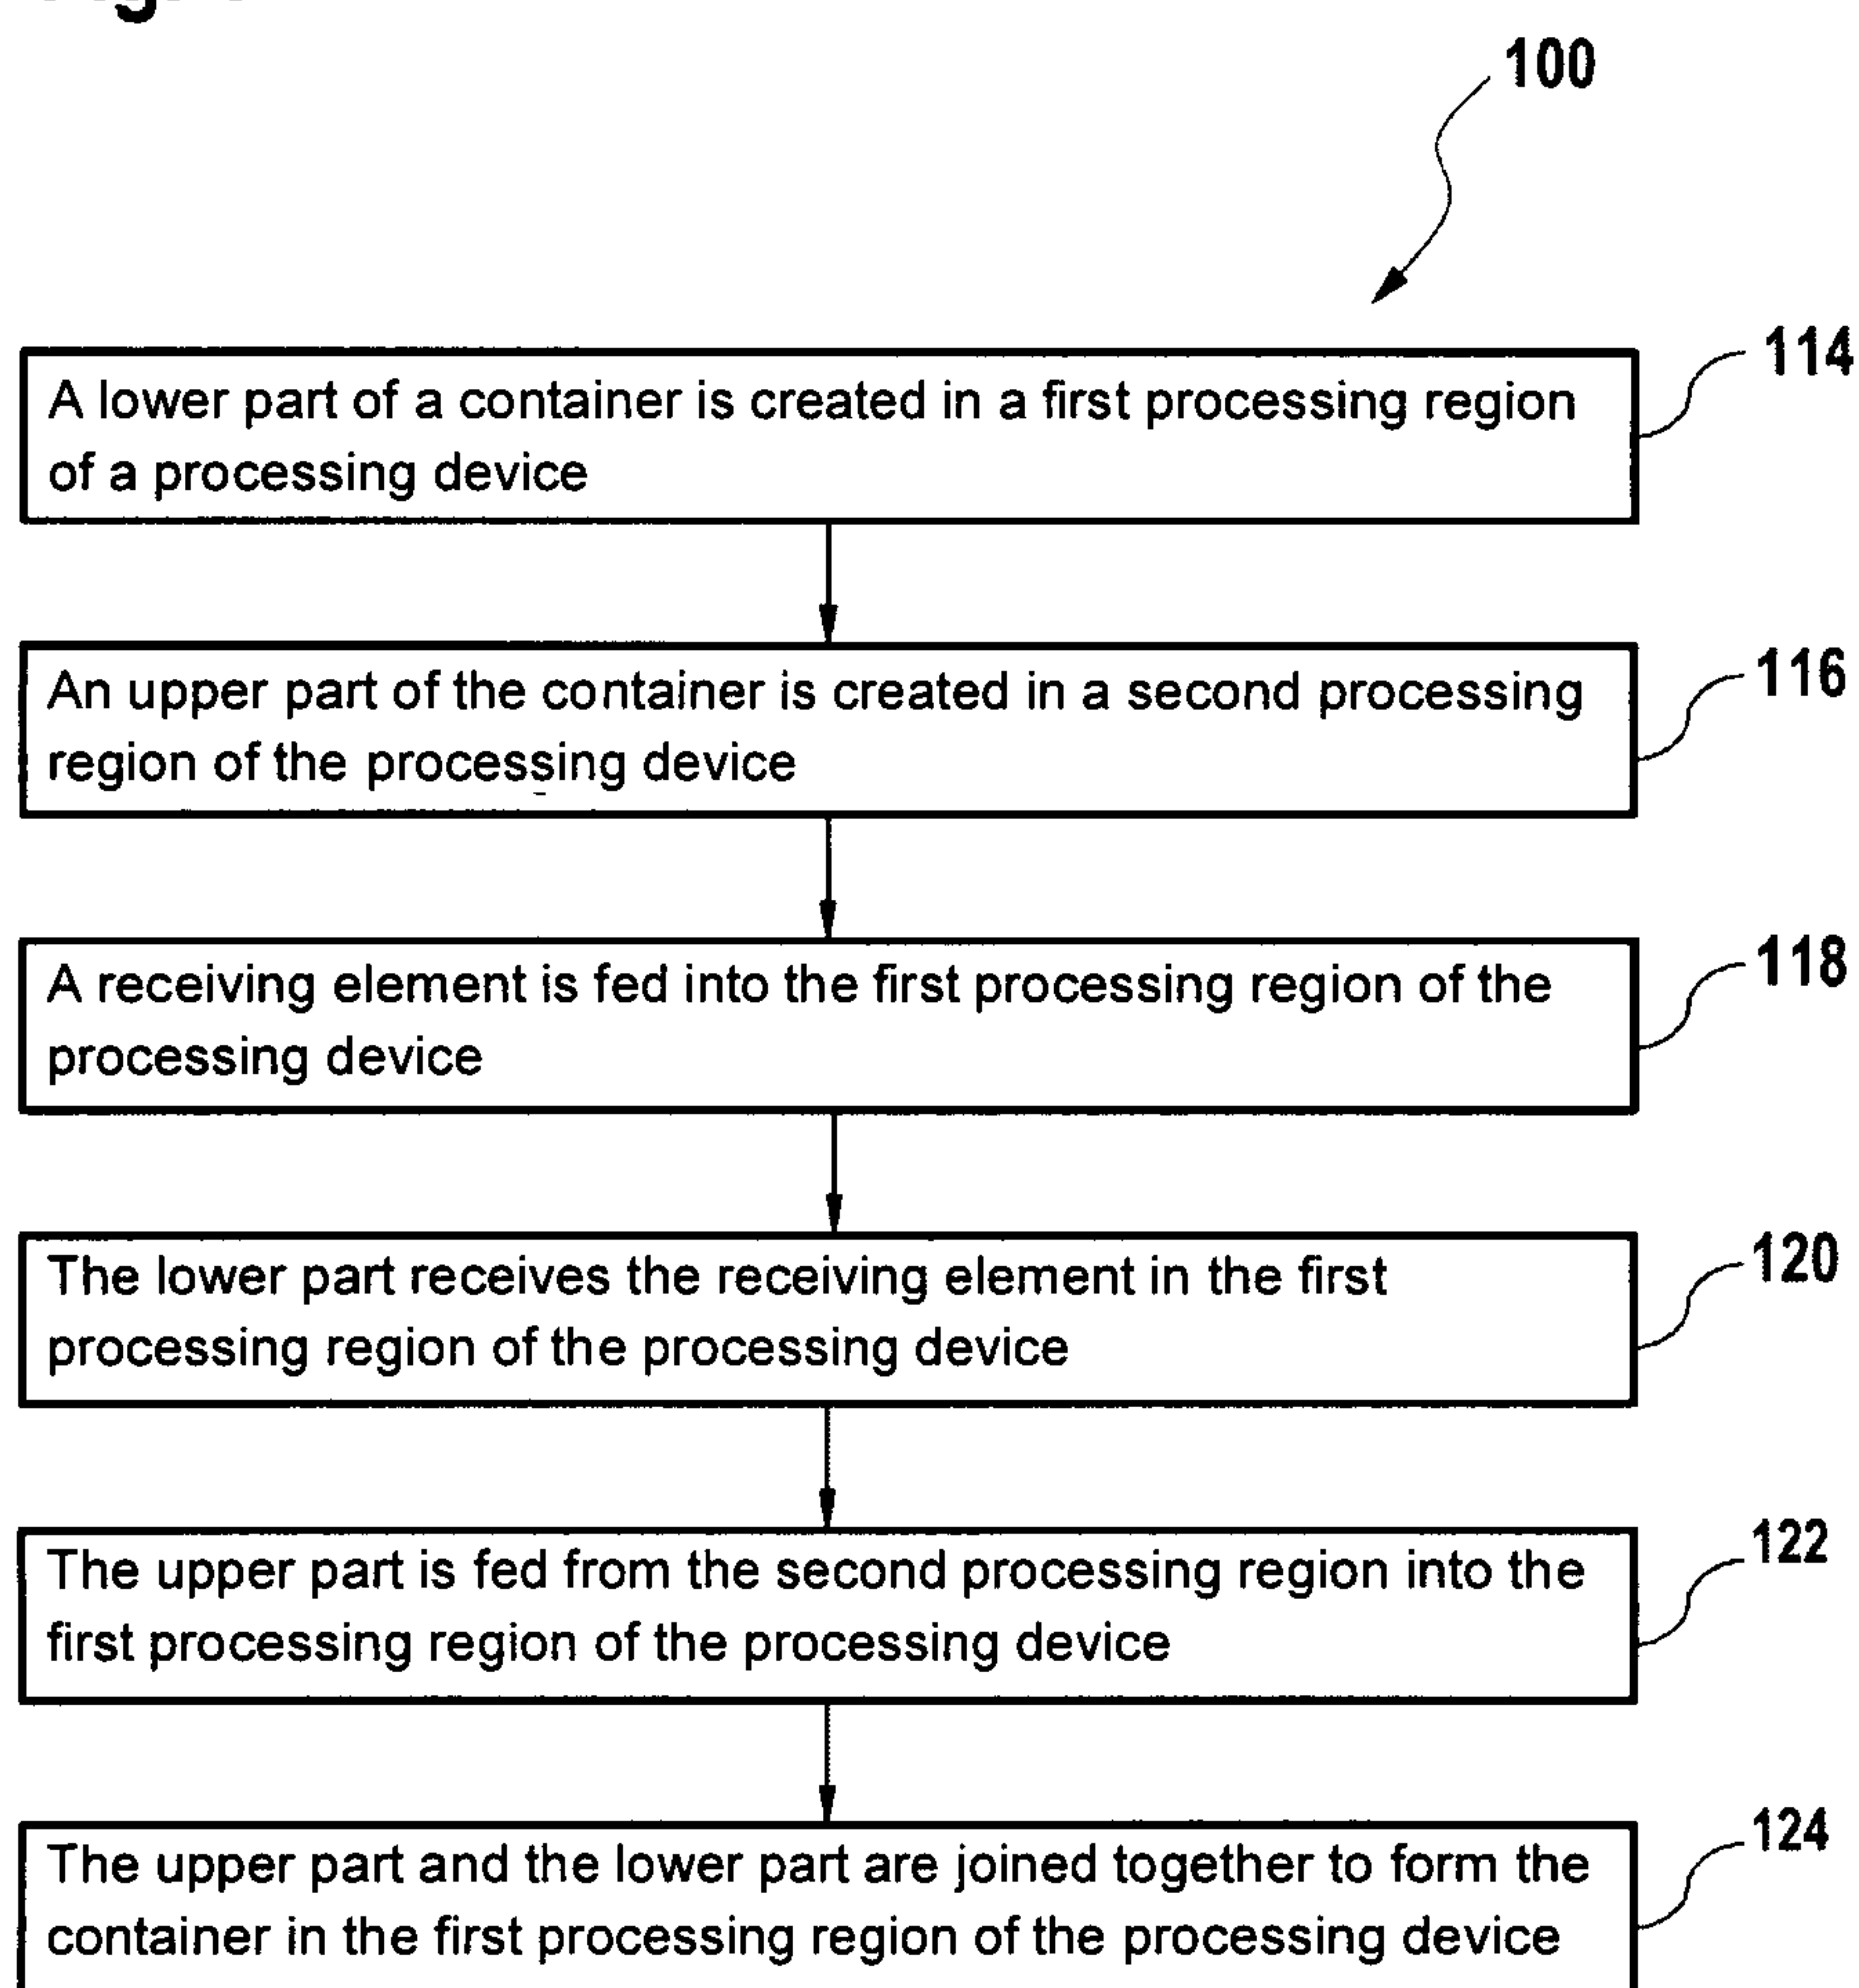 100
114
A lower part of a container is created in a first processing region
of a processing device
116
An upper part of the container is created in a second processing
region of the processing device
118
A receiving element is fed into the first processing region of the
processing device
120
The lower part receives the receiving element in the first
processing region of the processing device
122
The upper part is fed from the second processing region into the
first processing region of the processing device
124
The upper part and the lower part are joined together to form the
container in the first processing region of the processing device